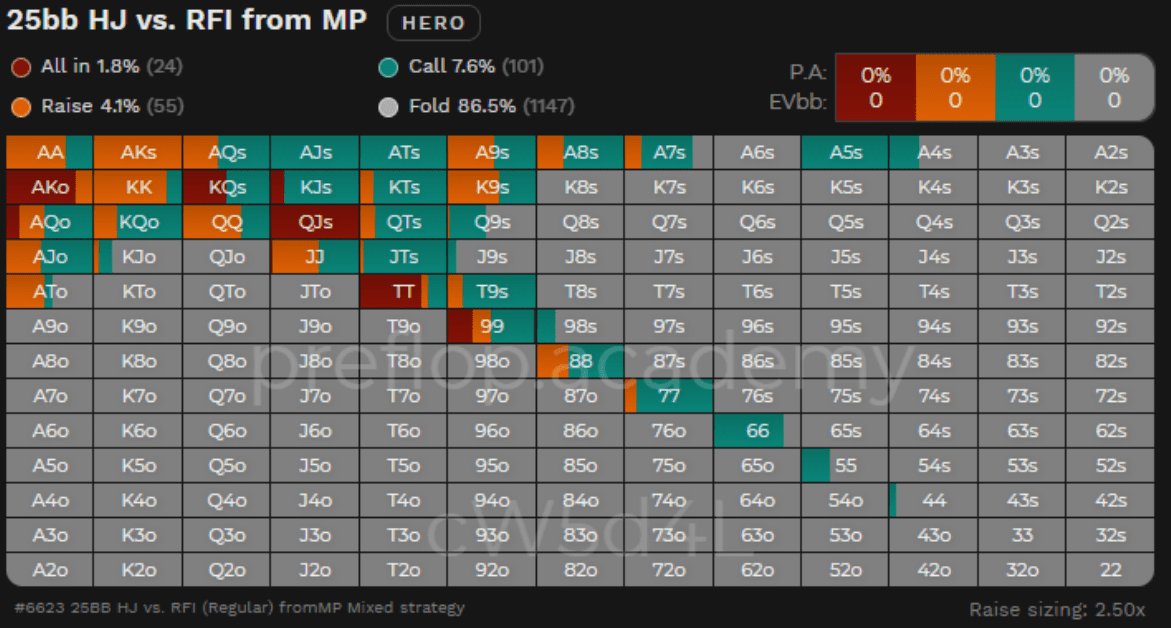 25bb HJ vs. RFI from MP HERO
All in 1.8% (24) Call 7.6% (101)
Raise 4.1% (55) Fold 86.5% (1147)
P.A: 0% 0% 0% 0%
EVbb: 0 0 0 0
AA AKs AQs AJs ATs A9s A8s A7s A6s A5s A4s A3s A2s
AKo KK KQs KJs KTs K9s K8s K7s K6s K5s K4s K3s K2s
AQo KQo QQ QJs QTs Q9s Q8s Q7s Q6s Q5s Q4s Q3s Q2s
AJo KJo QJo JJ JTs J9s J8s J7s J6s J5s J4s J3s J2s
ATo KTo QTo JTo TT T9s T8s T7s T6s T5s T4s T3s T2s
A9o K9o Q9o J9o T9o 99 98s 97s 96s 95s 94s 93s 92s
A8o K8o Q8o J8o T8o 98o 88 87s 86s 85s 84s 83s 82s
preflop.academy
A7o K7o Q7o J7o T7o 97o 87o 77 76s 75s 74s 73s 72s
A6o K6o Q6o J6o T6o 96o 86o 76o 66 65s 64s 63s 62s
A5o K5o Q5o J5o T5o 95o 85o 75o 65o 55 54s 53s 52s
A4o K4o Q4o J4o T4o 94o 84o 74o 64o 54o 44 43s 42s
cW5d4L
A3o K3o Q3o J3o T3o 93o 83o 73o 63o 53o 43o 33 32s
A2o K2o Q2o J2o T2o 92o 82o 72o 62o 52o 42o 32o 22
#6623 25BB HJ vs. RFI (Regular) fromMP Mixed strategy Raise sizing: 2.50x